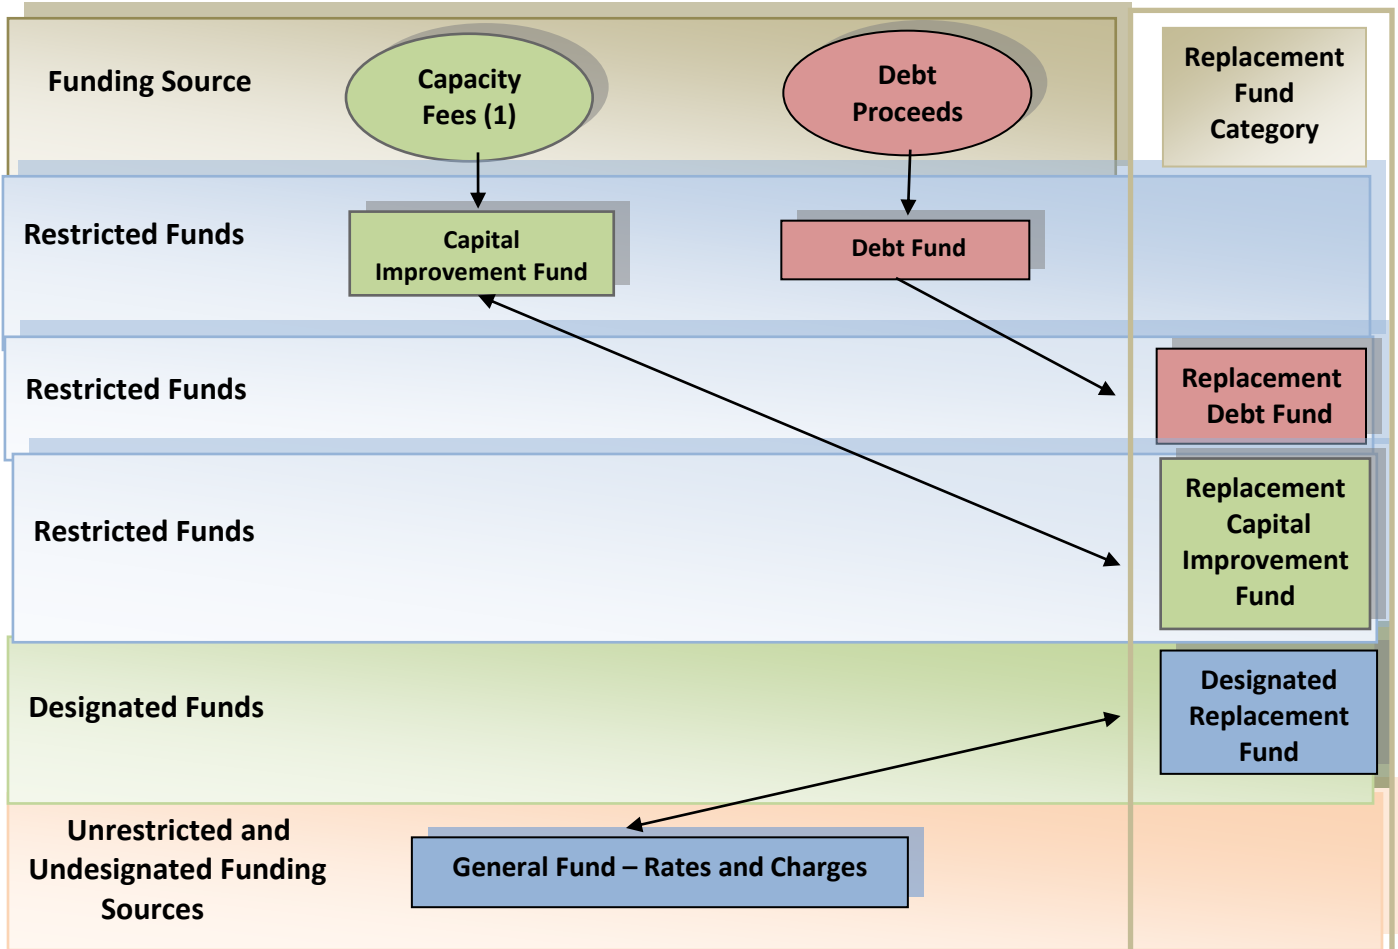 Funding Source
Capacity
Fees (1)
Debt
Proceeds
Replacement
Fund
Category
Restricted Funds
Capital
Improvement Fund
Debt Fund
Restricted Funds
Replacement
Debt Fund
Restricted Funds
Replacement
Capital
Improvement
Fund
Designated Funds
Designated
Replacement
Fund
Unrestricted and
Undesignated Funding
Sources
General Fund – Rates and Charges